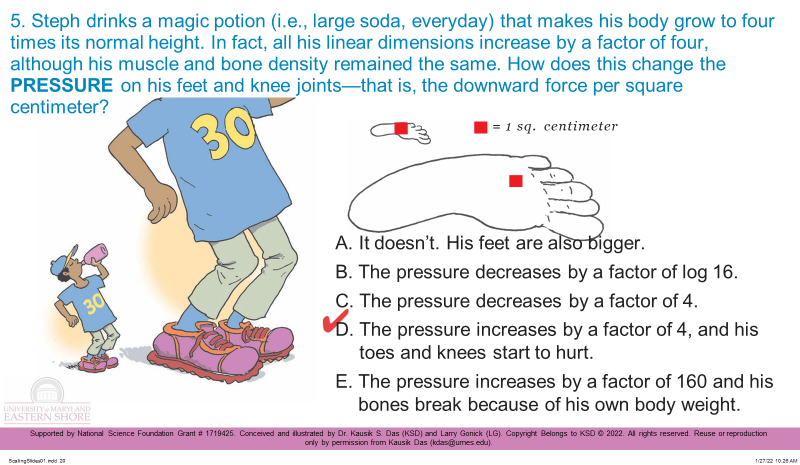 5. Steph drinks a magic potion (i.e., large soda, everyday) that makes his body grow to four
times its normal height. In fact, all his linear dimensions increase by a factor of four,
although his muscle and bone density remained the same. How does this change the
PRESSURE on his feet and knee joints—that is, the downward force per square
centimeter?
30
= 1 sq. centimeter
A. It doesn't. His feet are also bigger.
B. The pressure decreases by a factor of log 16.
C. The pressure decreases by a factor of 4.
D. The pressure increases by a factor of 4, and his
toes and knees start to hurt.
E. The pressure increases by a factor of 160 and his
bones break because of his own body weight.
30
UNIVERSITY of MARYLAND
EASTERN SHORE
Supported by National Science Foundation Grant # 1719425. Conceived and illustrated by Dr. Kausik S. Das (KSD) and Larry Gonick (LG). Copyright Belongs to KSD © 2022. All rights reserved. Reuse or reproduction
only by permission from Kausik Das (kdas@umes.edu).
ScalingSlides01.indd 20
1/27/22 10:26 AM